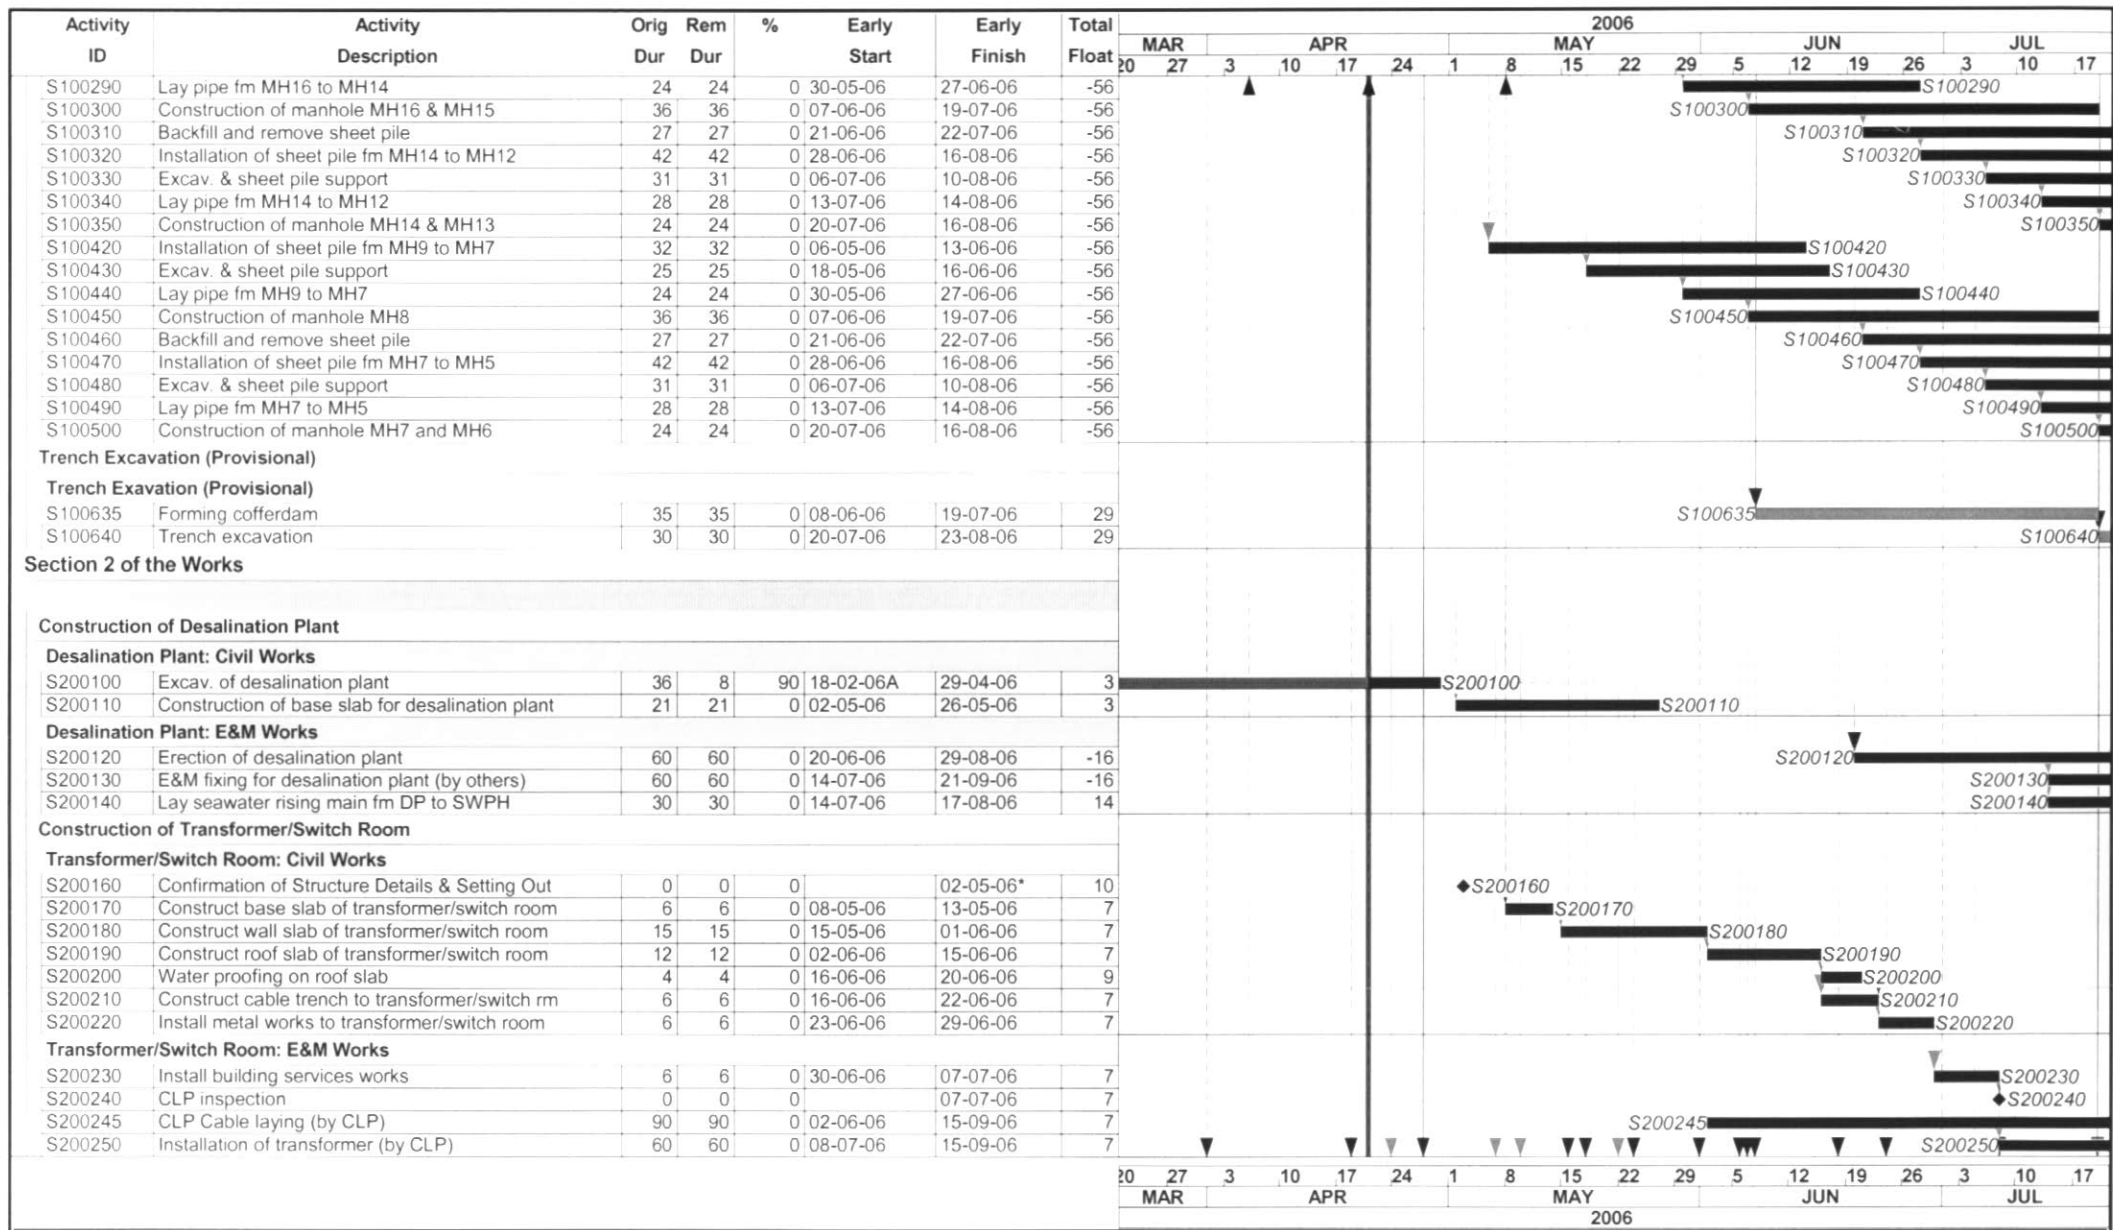 Activity Activity Orig Rem % Early Early Total 2006
ID Description Dur Dur Start Finish Float MAR APR MAY JUN JUL
20 27 3 10 17 24 1 8 15 22 29 5 12 19 26 3 10 17
S100290 Lay pipe fm MH16 to MH14 24 24 0 30-05-06 27-06-06 -56 S100290
S100300 Construction of manhole MH16 & MH15 36 36 0 07-06-06 19-07-06 -56 S100300
S100310 Backfill and remove sheet pile 27 27 0 21-06-06 22-07-06 -56 S100310
S100320 Installation of sheet pile fm MH14 to MH12 42 42 0 28-06-06 16-08-06 -56 S100320
S100330 Excav. & sheet pile support 31 31 0 06-07-06 10-08-06 -56 S100330
S100340 Lay pipe fm MH14 to MH12 28 28 0 13-07-06 14-08-06 -56 S100340
S100350 Construction of manhole MH14 & MH13 24 24 0 20-07-06 16-08-06 -56 S100350
S100420 Installation of sheet pile fm MH9 to MH7 32 32 0 06-05-06 13-06-06 -56 S100420
S100430 Excav. & sheet pile support 25 25 0 18-05-06 16-06-06 -56 S100430
S100440 Lay pipe fm MH9 to MH7 24 24 0 30-05-06 27-06-06 -56 S100440
S100450 Construction of manhole MH8 36 36 0 07-06-06 19-07-06 -56 S100450
S100460 Backfill and remove sheet pile 27 27 0 21-06-06 22-07-06 -56 S100460
S100470 Installation of sheet pile fm MH7 to MH5 42 42 0 28-06-06 16-08-06 -56 S100470
S100480 Excav. & sheet pile support 31 31 0 06-07-06 10-08-06 -56 S100480
S100490 Lay pipe fm MH7 to MH5 28 28 0 13-07-06 14-08-06 -56 S100490
S100500 Construction of manhole MH7 and MH6 24 24 0 20-07-06 16-08-06 -56 S100500
Trench Excavation (Provisional)
Trench Exavation (Provisional)
S100635 Forming cofferdam 35 35 0 08-06-06 19-07-06 29 S100635
S100640 Trench excavation 30 30 0 20-07-06 23-08-06 29 S100640
Section 2 of the Works
Construction of Desalination Plant
Desalination Plant: Civil Works
S200100 Excav. of desalination plant 36 8 90 18-02-06A 29-04-06 3 S200100
S200110 Construction of base slab for desalination plant 21 21 0 02-05-06 26-05-06 3 S200110
Desalination Plant: E&M Works
S200120 Erection of desalination plant 60 60 0 20-06-06 29-08-06 -16 S200120
S200130 E&M fixing for desalination plant (by others) 60 60 0 14-07-06 21-09-06 -16 S200130
S200140 Lay seawater rising main fm DP to SWPH 30 30 0 14-07-06 17-08-06 14 S200140
Construction of Transformer/Switch Room
Transformer/Switch Room: Civil Works
S200160 Confirmation of Structure Details & Setting Out 0 0 0 02-05-06* 10 S200160
S200170 Construct base slab of transformer/switch room 6 6 0 08-05-06 13-05-06 7 S200170
S200180 Construct wall slab of transformer/switch room 15 15 0 15-05-06 01-06-06 7 S200180
S200190 Construct roof slab of transformer/switch room 12 12 0 02-06-06 15-06-06 7 S200190
S200200 Water proofing on roof slab 4 4 0 16-06-06 20-06-06 9 S200200
S200210 Construct cable trench to transformer/switch rm 6 6 0 16-06-06 22-06-06 7 S200210
S200220 Install metal works to transformer/switch room 6 6 0 23-06-06 29-06-06 7 S200220
Transformer/Switch Room: E&M Works
S200230 Install building services works 6 6 0 30-06-06 07-07-06 7 S200230
S200240 CLP inspection 0 0 0 07-07-06 7 S200240
S200245 CLP Cable laying (by CLP) 90 90 0 02-06-06 15-09-06 7 S200245
S200250 Installation of transformer (by CLP) 60 60 0 08-07-06 15-09-06 7 S200250
20 27 3 10 17 24 1 8 15 22 29 5 12 19 26 3 10 17
MAR APR MAY JUN JUL
2006